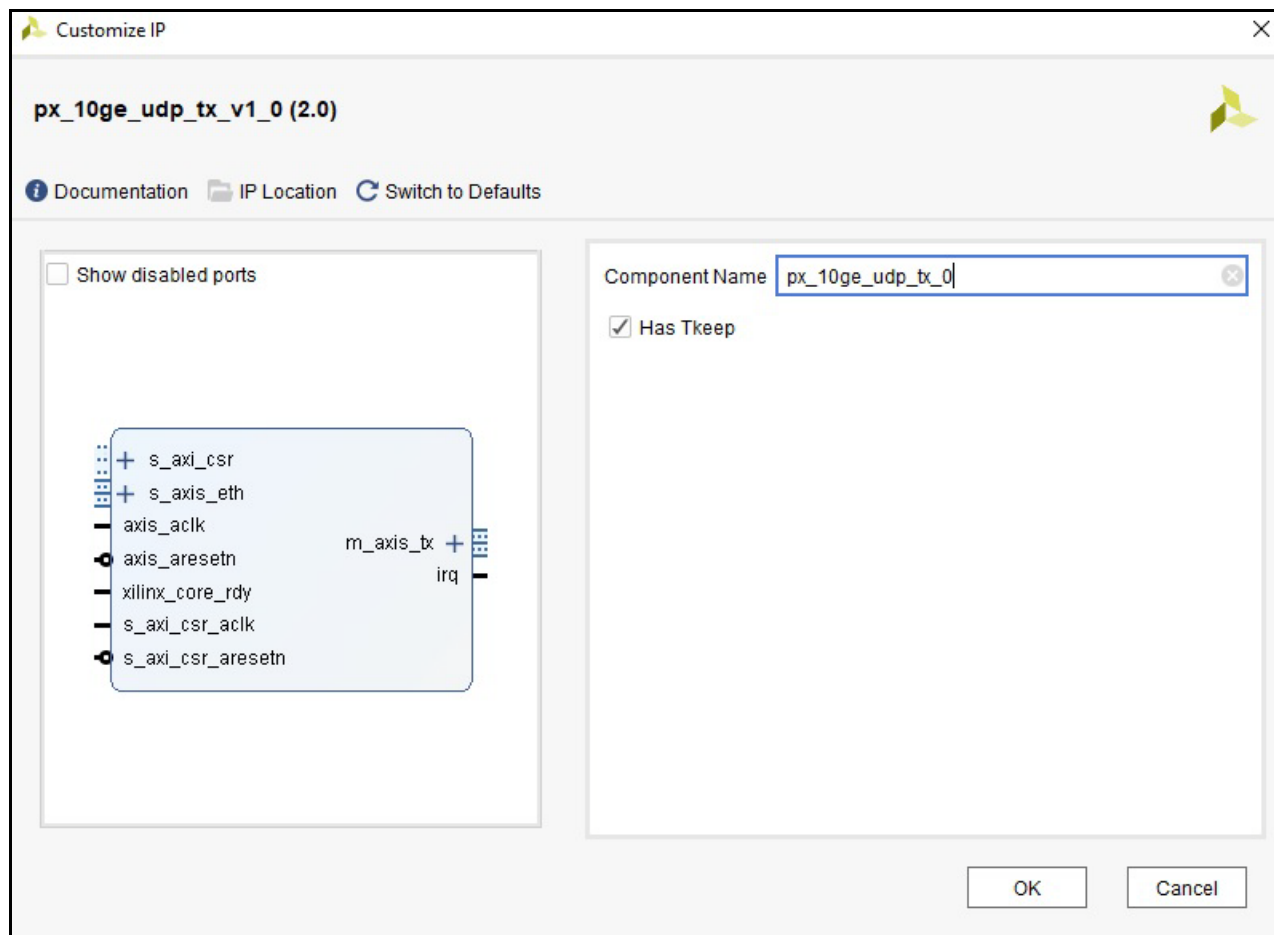 Customize IP
px_10ge_udp_tx_v1_0 (2.0)
Documentation IP Location Switch to Defaults
Show disabled ports
s_axi_csr
s_axis_eth
axis_aclk
axis_aresetn
xilinx_core_rdy
s_axi_csr_aclk
s_axi_csr_aresetn
m_axis_tx
irq
Component Name px_10ge_udp_tx_0
Has Tkeep
OK Cancel